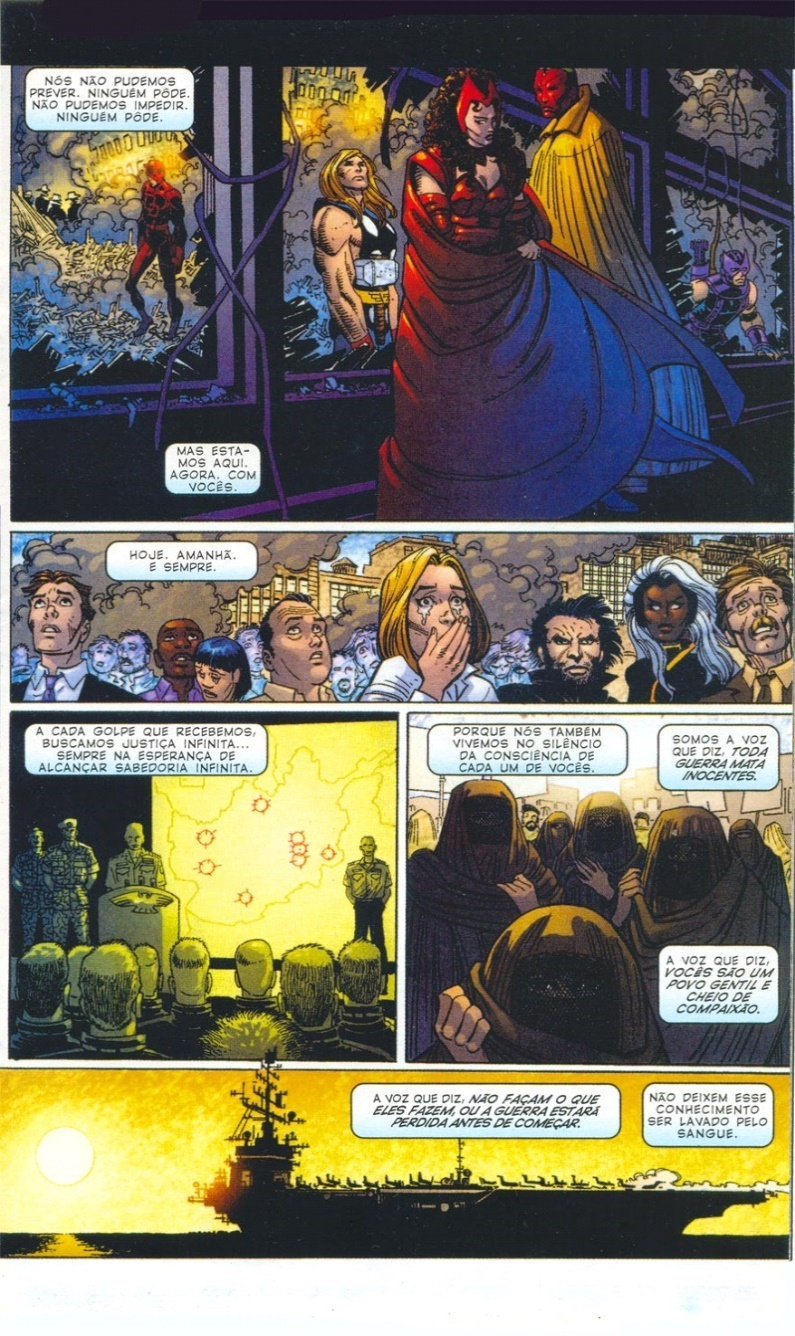 NÓS NÃO PUDEMOS
PREVER. NINGUÉM PÔDE.
NÃO PUDEMOS IMPEDIR.
NINGUÉM PÔDE.
MAS ESTA-
MOS AQUI.
AGORA. COM
VOCÊS.
HOJE. AMANHÃ.
E SEMPRE.
A CADA GOLPE QUE RECEBEMOS,
BUSCAMOS JUSTIÇA INFINITA...
SEMPRE NA ESPERANÇA DE
ALCANÇAR SABEDORIA INFINITA.
PORQUE NÓS TAMBÉM
VIVEMOS NO SILÊNCIO
DA CONSCIÊNCIA DE
CADA UM DE VOCÊS.
SOMOS A VOZ
QUE DIZ, TODA
GUERRA MATA
INOCENTES.
A VOZ QUE DIZ,
VOCÊS SÃO UM
POVO GENTIL E
CHEIO DE
COMPAIXÃO.
A VOZ QUE DIZ, NÃO FAÇAM O QUE
ELES FAZEM, OU A GUERRA ESTARÁ
PERDIDA ANTES DE COMEÇAR.
NÃO DEIXEM ESSE
CONHECIMENTO
SER LAVADO PELO
SANGUE.